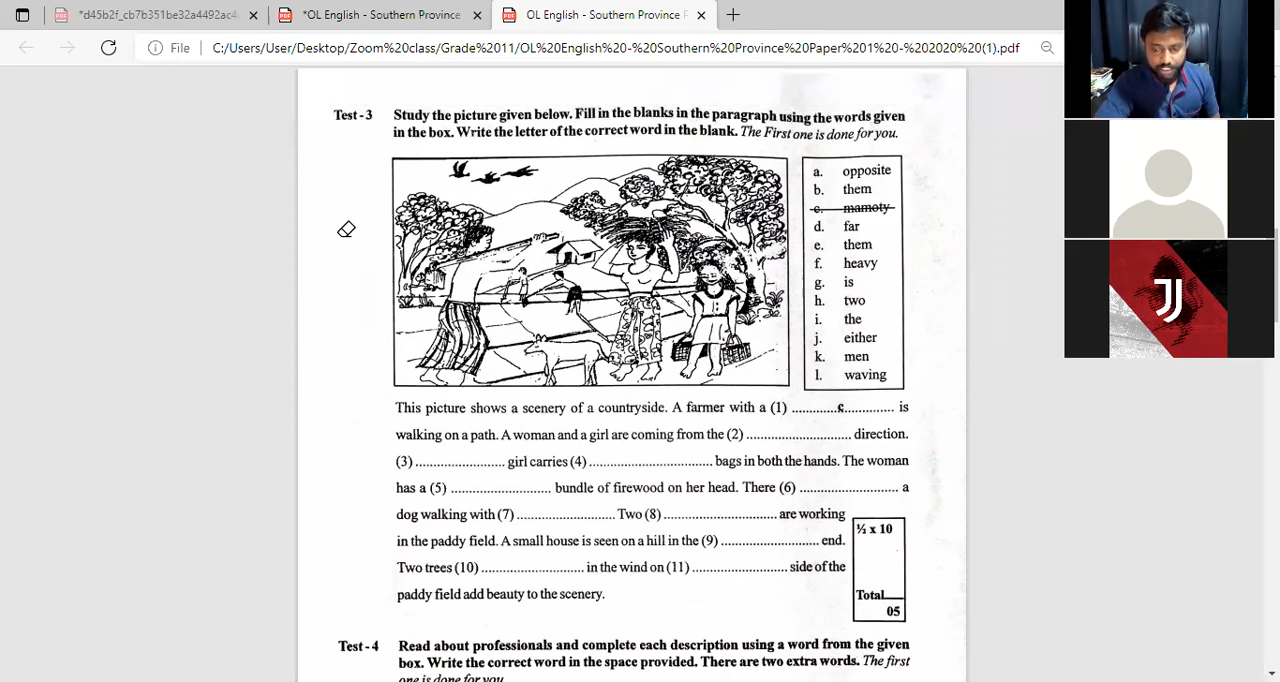 *d45b2f_cb7b351be32a4492ac4
*OL English - Southern Province
OL English - Southern Province P
File
C:/Users/User/Desktop/Zoom%20class/Grade%2011/OL%20English%20-%20Southern%20Province%20Paper%201%20-%202020%20(1).pdf
Test - 3 Study the picture given below. Fill in the blanks in the paragraph using the words given
in the box. Write the letter of the correct word in the blank. The First one is done for you.
a. opposite
b. them
c. mamoty
d. far
e. them
f. heavy
g. is
h. two
i. the
j. either
k. men
l. waving
This picture shows a scenery of a countryside. A farmer with a (1) ............c............. is
walking on a path. A woman and a girl are coming from the (2) ............................ direction.
(3) ........................ girl carries (4) .................................. bags in both the hands. The woman
has a (5) ........................... bundle of firewood on her head. There (6) ........................... a
dog walking with (7) ........................... Two (8) ............................... are working
in the paddy field. A small house is seen on a hill in the (9) ........................... end.
Two trees (10) ............................ in the wind on (11) .......................... side of the
paddy field add beauty to the scenery.
½ x 10
Total
05
Test - 4 Read about professionals and complete each description using a word from the given
box. Write the correct word in the space provided. There are two extra words. The first
one is done for you